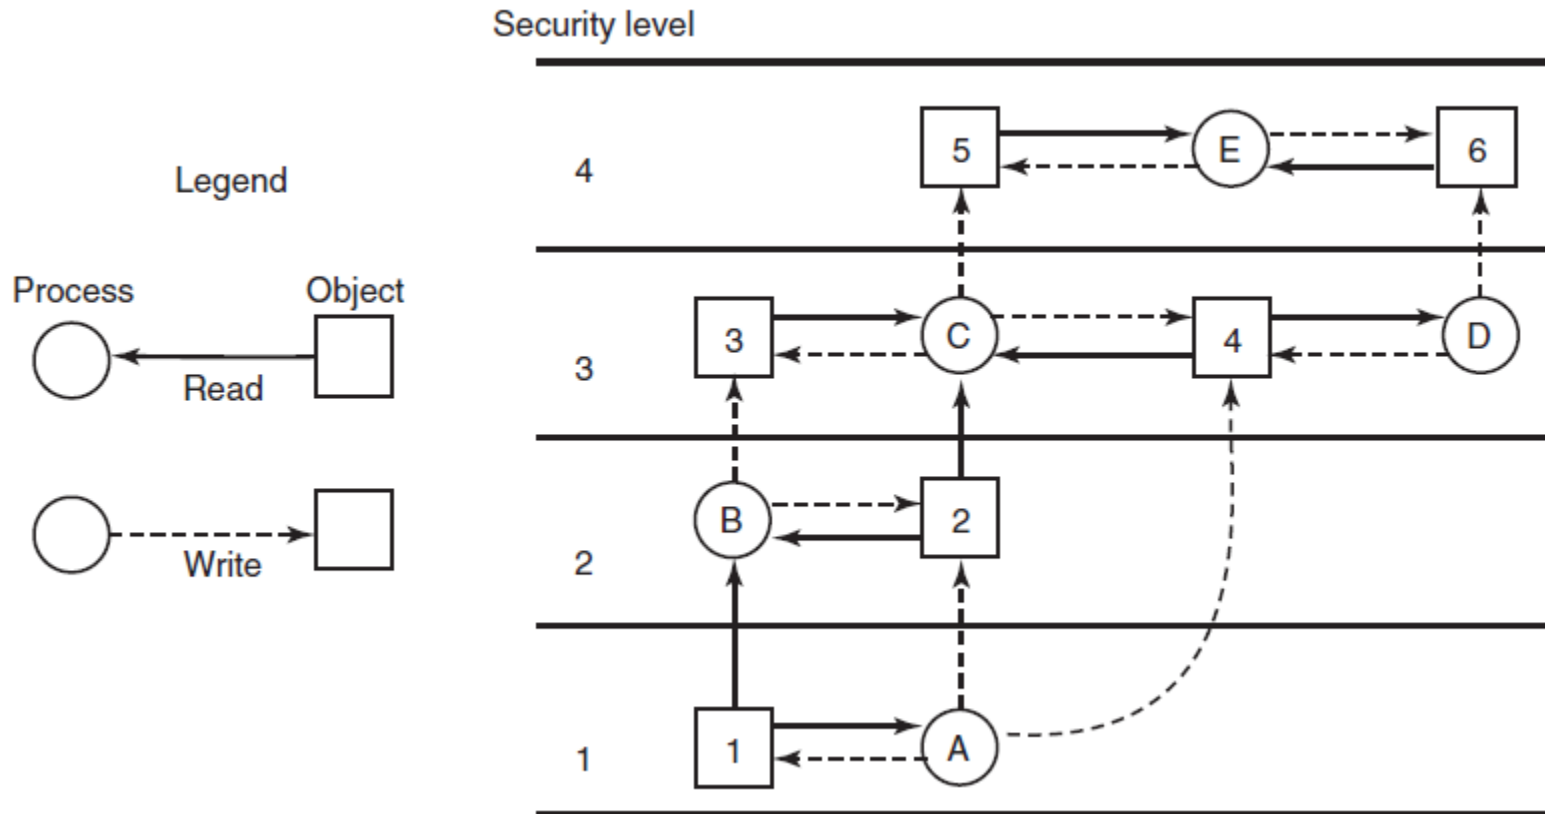 Security level
Legend
Process Object
Read
Write
4
5 E 6
3
3 C 4 D
2
B 2
1
1 A